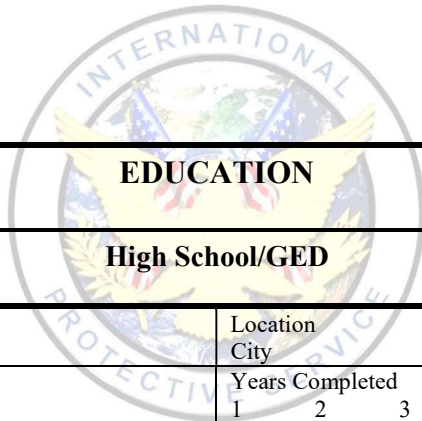 INTERNATIONAL
EDUCATION
High School/GED
Location
City
Years Completed
1 2 3
PROTECTIVE SERVICE